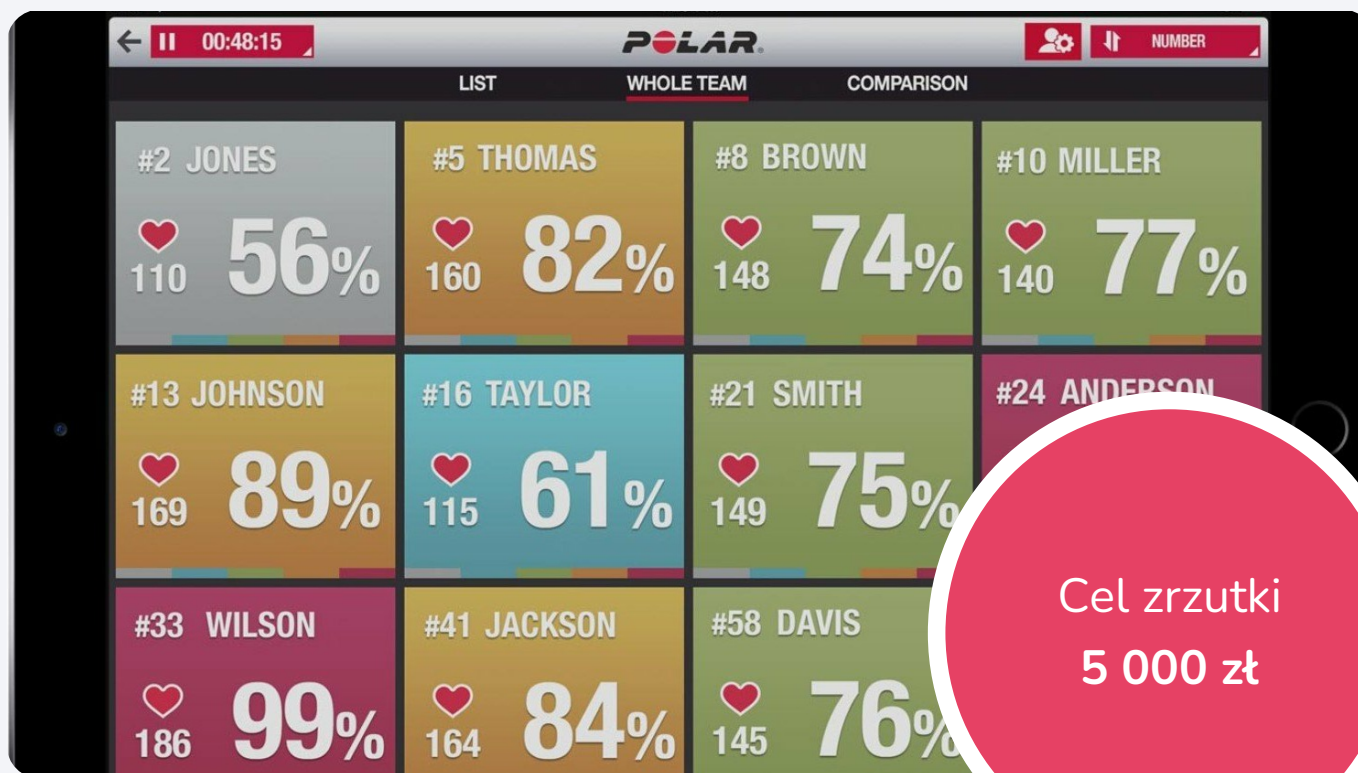 00:48:15
POLAR
NUMBER
LIST WHOLE TEAM COMPARISON
#2 JONES
110 56%
#5 THOMAS
160 82%
#8 BROWN
148 74%
#10 MILLER
140 77%
#13 JOHNSON
169 89%
#16 TAYLOR
115 61%
#21 SMITH
149 75%
#24 ANDERSON
#33 WILSON
186 99%
#41 JACKSON
164 84%
#58 DAVIS
145 76%
Cel zrzutki
5 000 zł